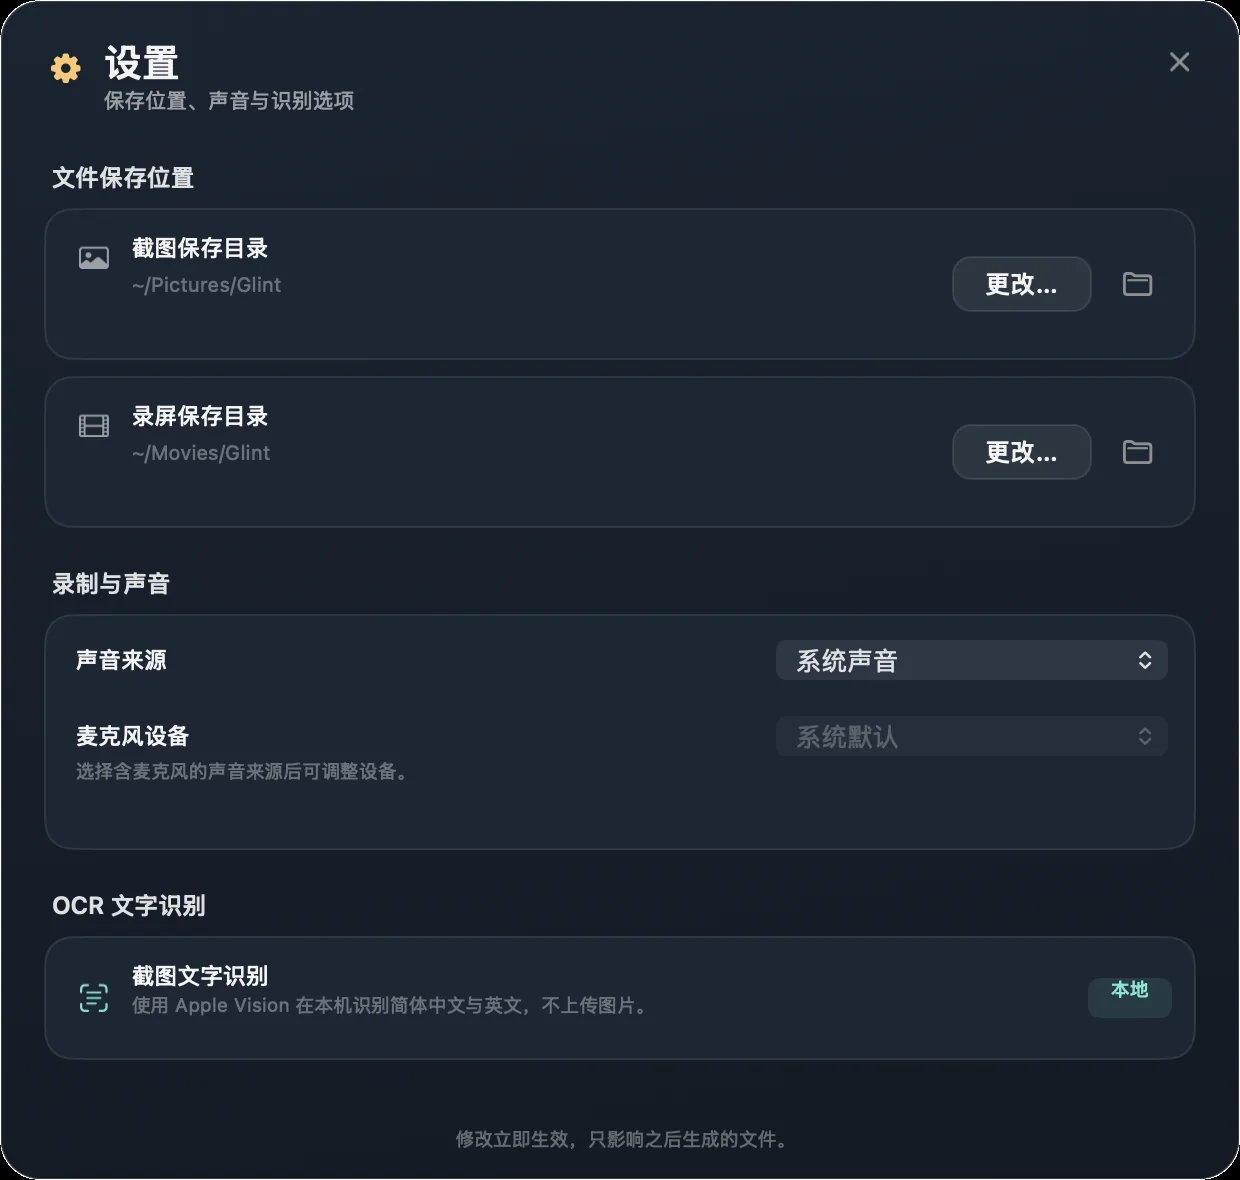 设置
保存位置、声音与识别选项
文件保存位置
截图保存目录
~/Pictures/Glint
更改...
录屏保存目录
~/Movies/Glint
更改...
录制与声音
声音来源
系统声音
麦克风设备
系统默认
选择含麦克风的声音来源后可调整设备。
OCR 文字识别
截图文字识别
使用 Apple Vision 在本机识别简体中文与英文，不上传图片。
本地
修改立即生效，只影响之后生成的文件。